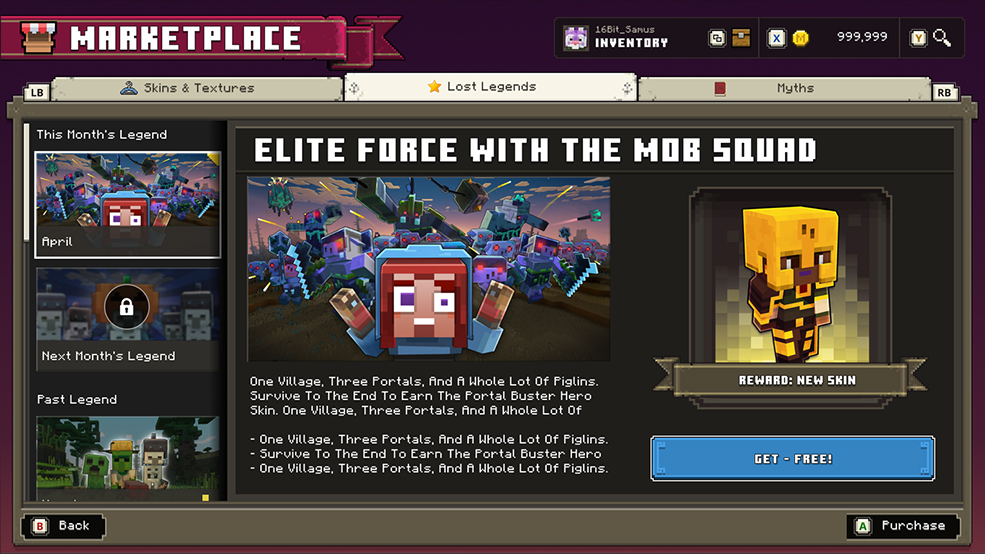 MARKETPLACE
16Bit_Samus
INVENTORY
X
999,999
Y
LB
Skins & Textures
Lost Legends
Myths
RB
This Month's Legend
April
Next Month's Legend
Past Legend
ELITE FORCE WITH THE MOB SQUAD
One Village, Three Portals, And A Whole Lot Of Piglins.
Survive To The End To Earn The Portal Buster Hero
Skin. One Village, Three Portals, And A Whole Lot Of
- One Village, Three Portals, And A Whole Lot Of Piglins.
- Survive To The End To Earn The Portal Buster Hero
- One Village, Three Portals, And A Whole Lot Of Piglins.
REWARD: NEW SKIN
GET - FREE!
B Back
A Purchase